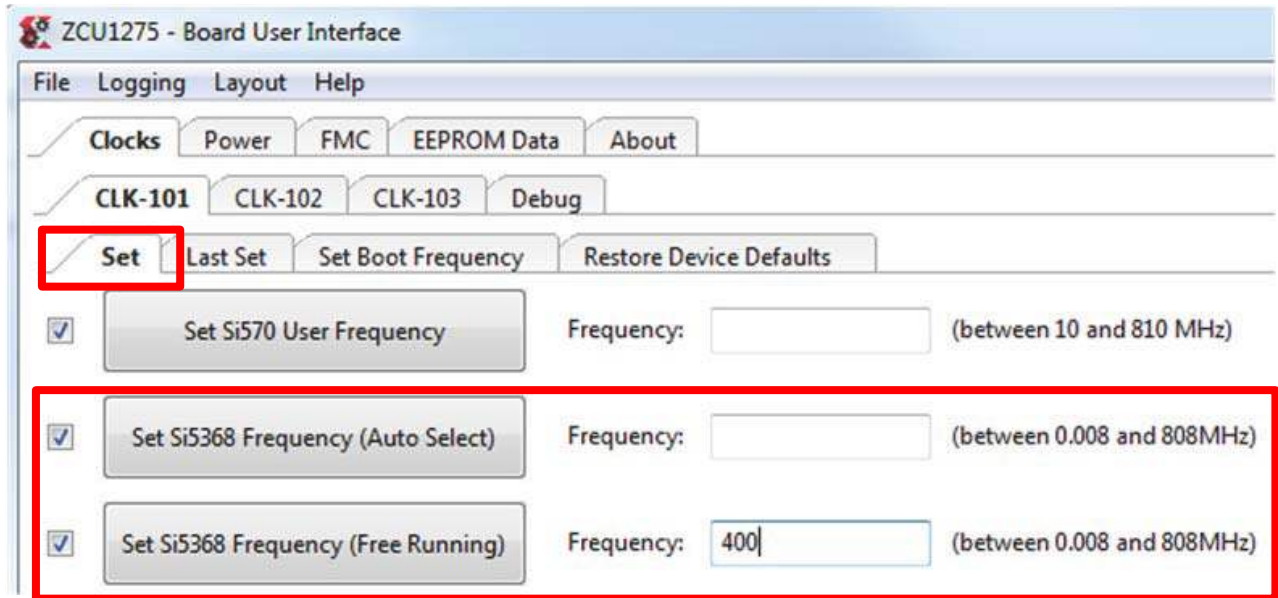 ZCU1275 - Board User Interface
File Logging Layout Help
Clocks Power FMC EEPROM Data About
CLK-101 CLK-102 CLK-103 Debug
Set Last Set Set Boot Frequency Restore Device Defaults
Set Si570 User Frequency Frequency: (between 10 and 810 MHz)
Set Si5368 Frequency (Auto Select) Frequency: (between 0.008 and 808MHz)
Set Si5368 Frequency (Free Running) Frequency: 400 (between 0.008 and 808MHz)